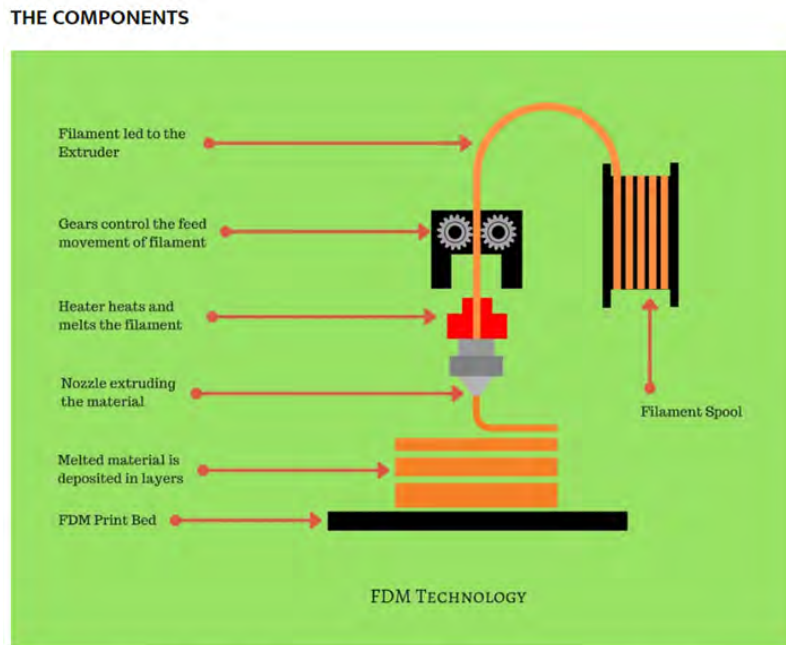 THE COMPONENTS
Filament led to the
Extruder
Gears control the feed
movement of filament
Heater heats and
melts the filament
Nozzle extruding
the material
Filament Spool
Melted material is
deposited in layers
FDM Print Bed
FDM Technology